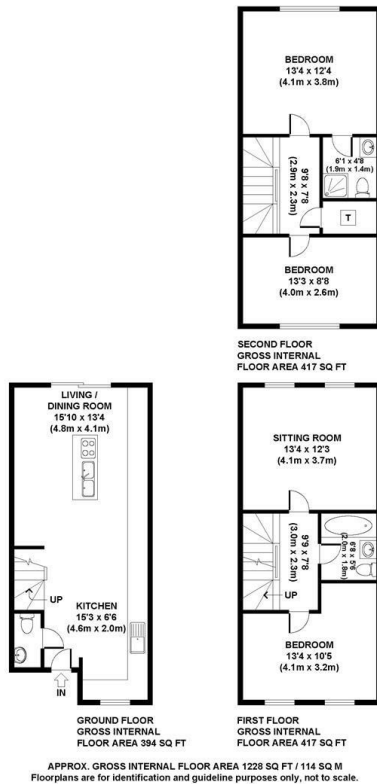 BEDROOM
13'4 x 12'4
(4.1m x 3.8m)
6'1 x 4'8
(1.9m x 1.4m)
9'8 x 7'8
(2.9m x 2.3m)
T
BEDROOM
13'3 x 8'8
(4.0m x 2.6m)
SECOND FLOOR
GROSS INTERNAL
FLOOR AREA 417 SQ FT
LIVING /
DINING ROOM
15'10 x 13'4
(4.8m x 4.1m)
UP
KITCHEN
15'3 x 6'6
(4.6m x 2.0m)
IN
GROUND FLOOR
GROSS INTERNAL
FLOOR AREA 394 SQ FT
SITTING ROOM
13'4 x 12'3
(4.1m x 3.7m)
9'9 x 7'8
(3.0m x 2.3m)
6'8 x 5'6
(2.0m x 1.8m)
UP
BEDROOM
13'4 x 10'5
(4.1m x 3.2m)
FIRST FLOOR
GROSS INTERNAL
FLOOR AREA 417 SQ FT
APPROX. GROSS INTERNAL FLOOR AREA 1228 SQ FT / 114 SQ M
Floorplans are for identification and guideline purposes only, not to scale.